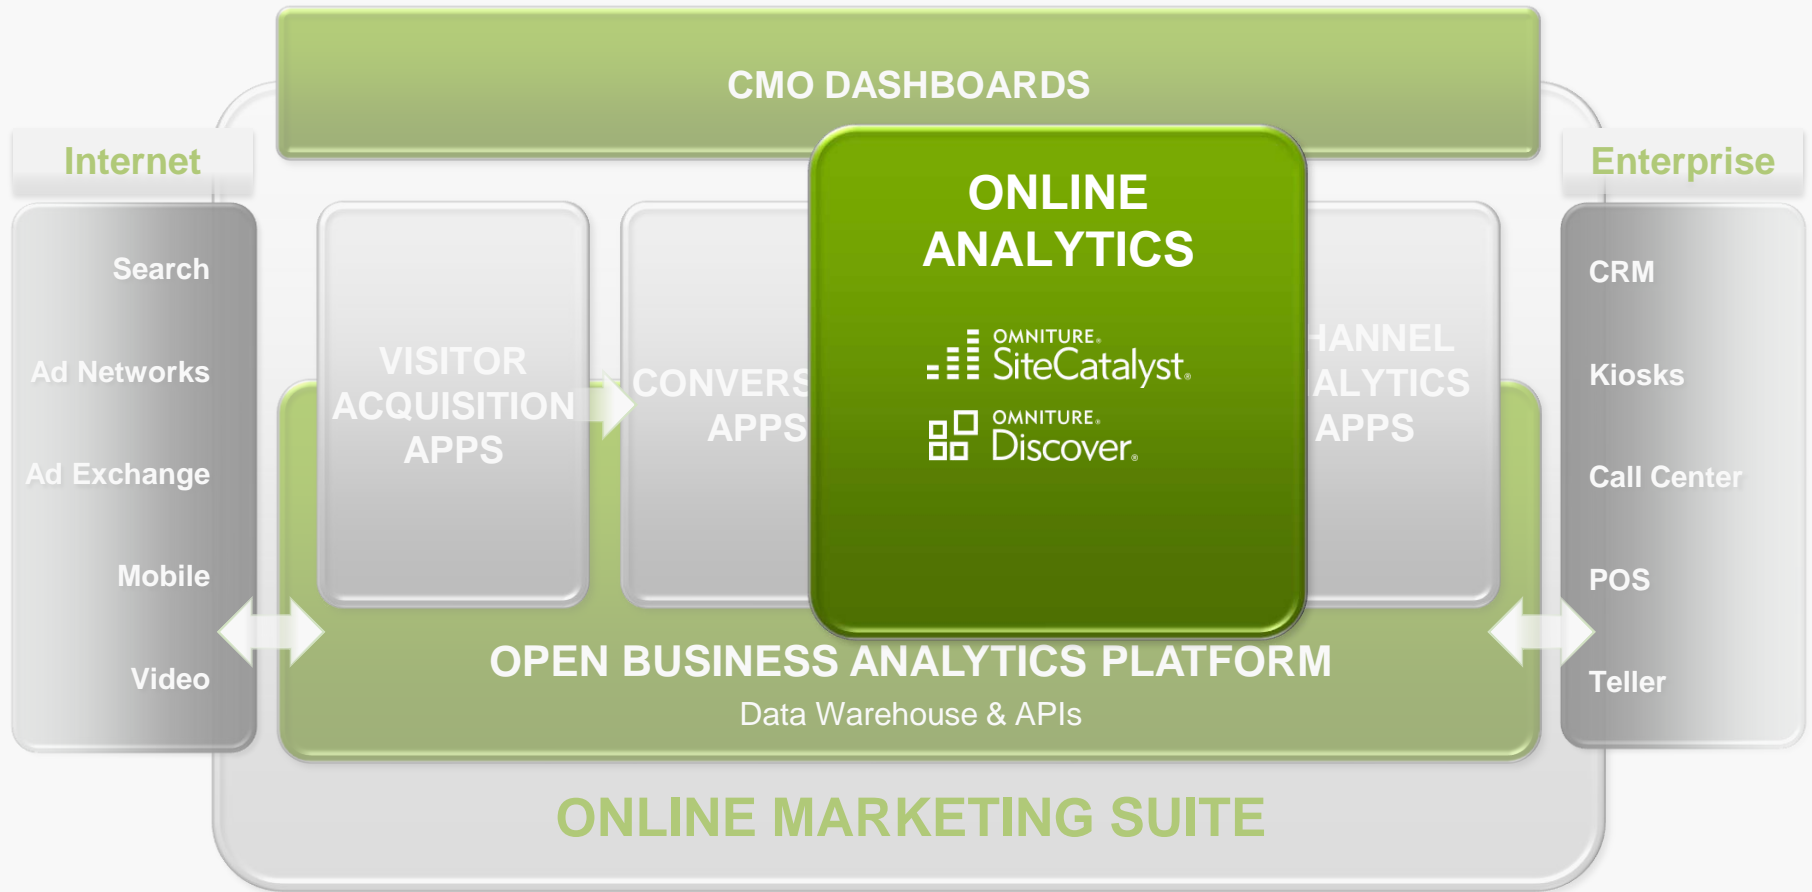 CMO DASHBOARDS
Internet
Search
Ad Networks
Ad Exchange
Mobile
Video
VISITOR
ACQUISITION
APPS
CONVERS
APPS
ONLINE
ANALYTICS
OMNITURE®
SiteCatalyst®
OMNITURE®
Discover®
HANNEL
ALYTICS
APPS
Enterprise
CRM
Kiosks
Call Center
POS
Teller
OPEN BUSINESS ANALYTICS PLATFORM
Data Warehouse & APIs
ONLINE MARKETING SUITE